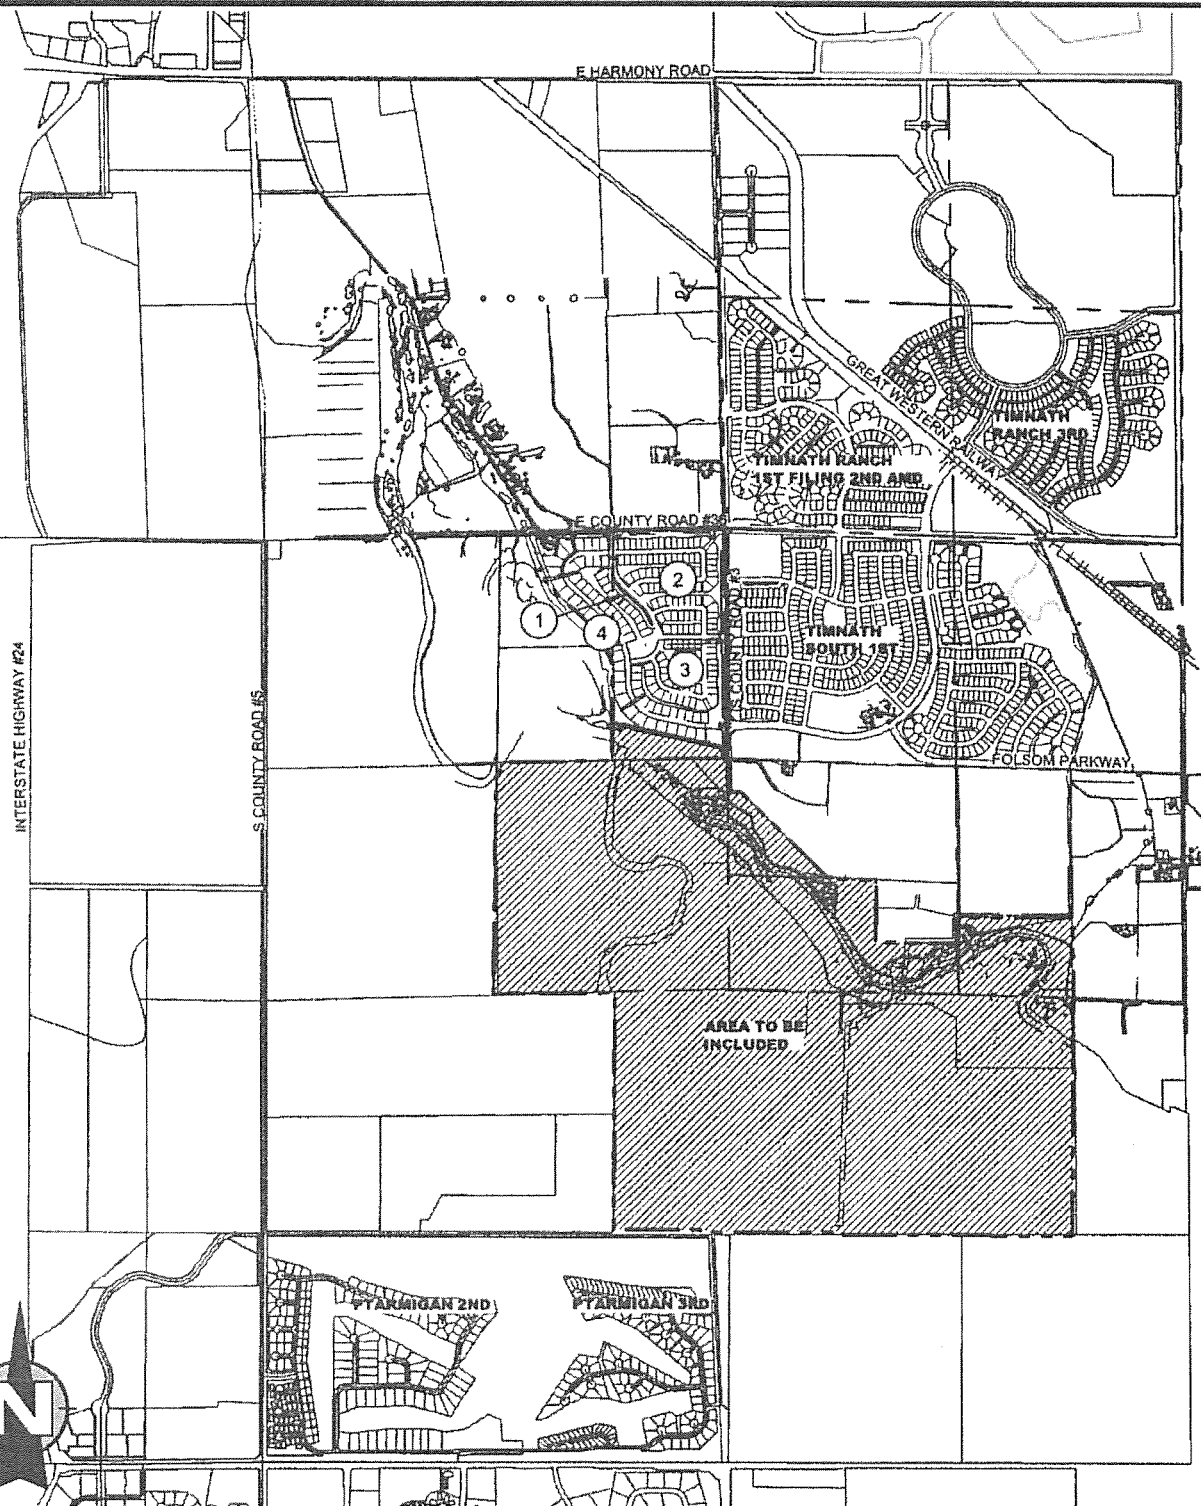 E HARMONY ROAD
GREAT WESTERN RAILWAY
TIMNATH
RANCH 3RD
TIMNATH RANCH
1ST FILING 2ND AMD
E COUNTY ROAD #36
2
1
4
TIMNATH
SOUTH 1ST
3
INTERSTATE HIGHWAY #24
S COUNTY ROAD #5
FOLSOM PARKWAY
AREA TO BE
INCLUDED
PTARMIGAN 2ND
PTARMIGAN 3RD
N